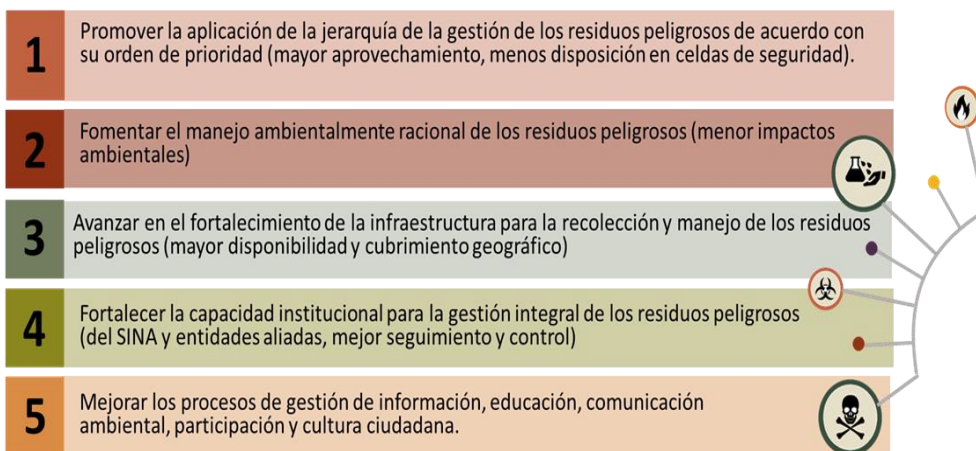 1
Promover la aplicación de la jerarquía de la gestión de los residuos peligrosos de acuerdo con
su orden de prioridad (mayor aprovechamiento, menos disposición en celdas de seguridad).
2
Fomentar el manejo ambientalmente racional de los residuos peligrosos (menor impactos
ambientales)
3
Avanzar en el fortalecimiento de la infraestructura para la recolección y manejo de los residuos
peligrosos (mayor disponibilidad y cubrimiento geográfico)
4
Fortalecer la capacidad institucional para la gestión integral de los residuos peligrosos
(del SINA y entidades aliadas, mejor seguimiento y control)
5
Mejorar los procesos de gestión de información, educación, comunicación
ambiental, participación y cultura ciudadana.